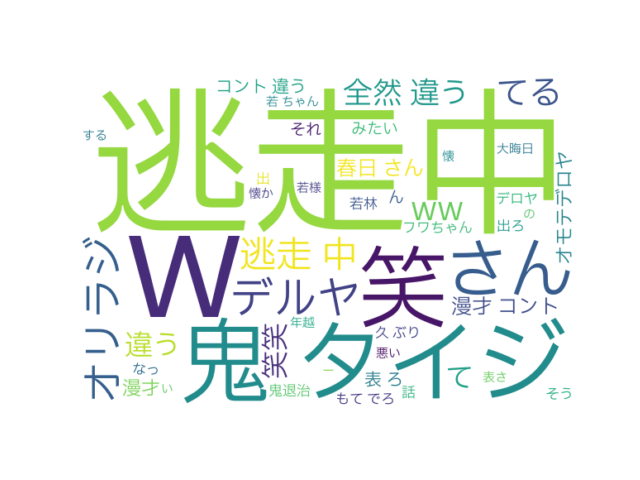 コント 違う
全然 違う
てる
若 ちゃん
それ
みたい
する
逃走中
大晦日
懐
春日 さん
出
懐か
若様
若林
ん
デロヤ
の
WW
フワちゃん
出ろ
オモテデロヤ
W
逃走 中
笑
さん
デルヤ
漫才 コント
オリラジ
鬼
タイジ
年越
久 ぶり
違う
笑笑
悪い
なっ
漫才
い
鬼退治
ー
表 ろ
て
表さ
もて でろ
話
そう